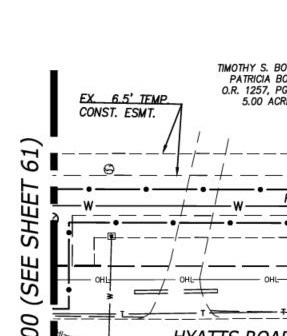 TIMOTHY S. BO
PATRICIA BO
O.R. 1257, PG
5.00 ACR
EX. 6.5' TEMP.
CONST. ESMT.
00 (SEE SHEET 61)
W
W
OHL
OHL
OHL
W
T
T
T
HYATTS ROA